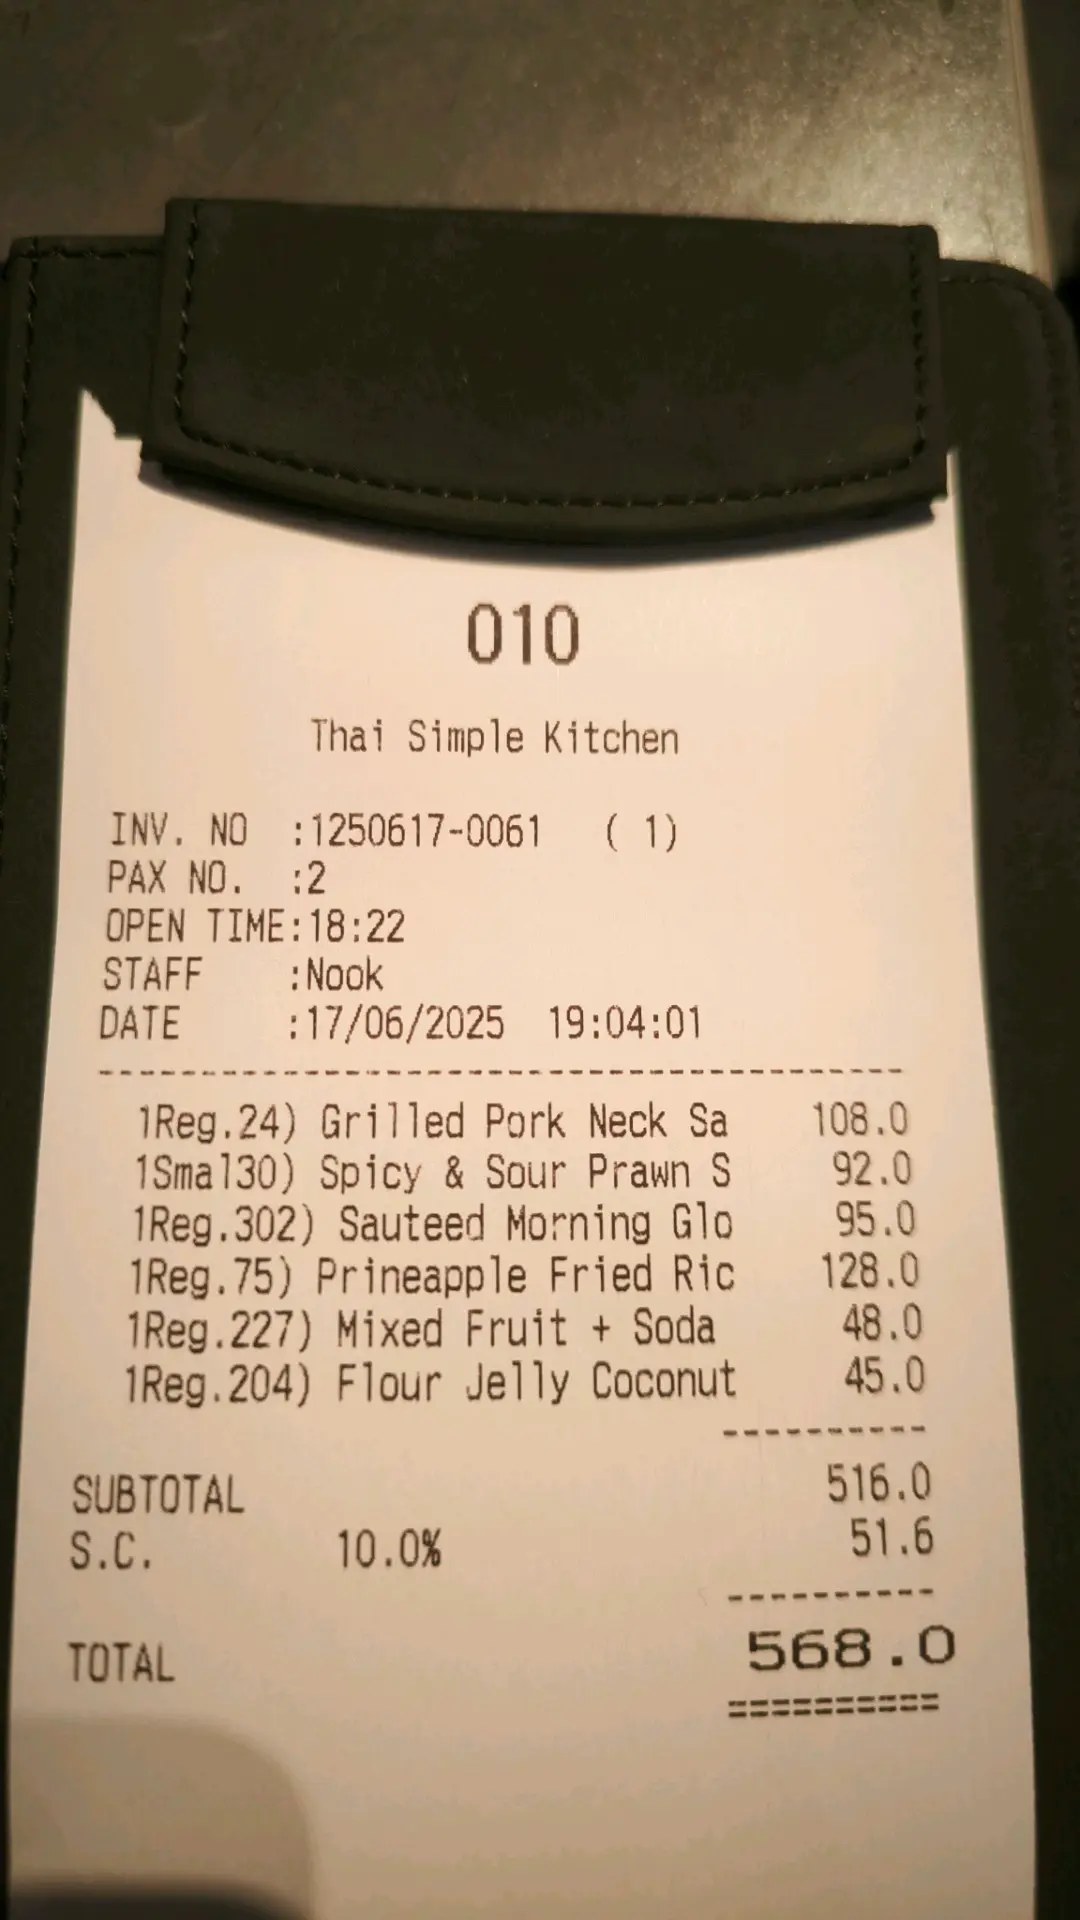 010
Thai Simple Kitchen
INV. NO :1250617-0061 ( 1)
PAX NO. :2
OPEN TIME:18:22
STAFF :Nook
DATE :17/06/2025 19:04:01
1Reg.24) Grilled Pork Neck Sa 108.0
1Smal30) Spicy & Sour Prawn S 92.0
1Reg.302) Sauteed Morning Glo 95.0
1Reg.75) Prineapple Fried Ric 128.0
1Reg.227) Mixed Fruit + Soda 48.0
1Reg.204) Flour Jelly Coconut 45.0
SUBTOTAL 516.0
S.C. 10.0% 51.6
TOTAL 568.0